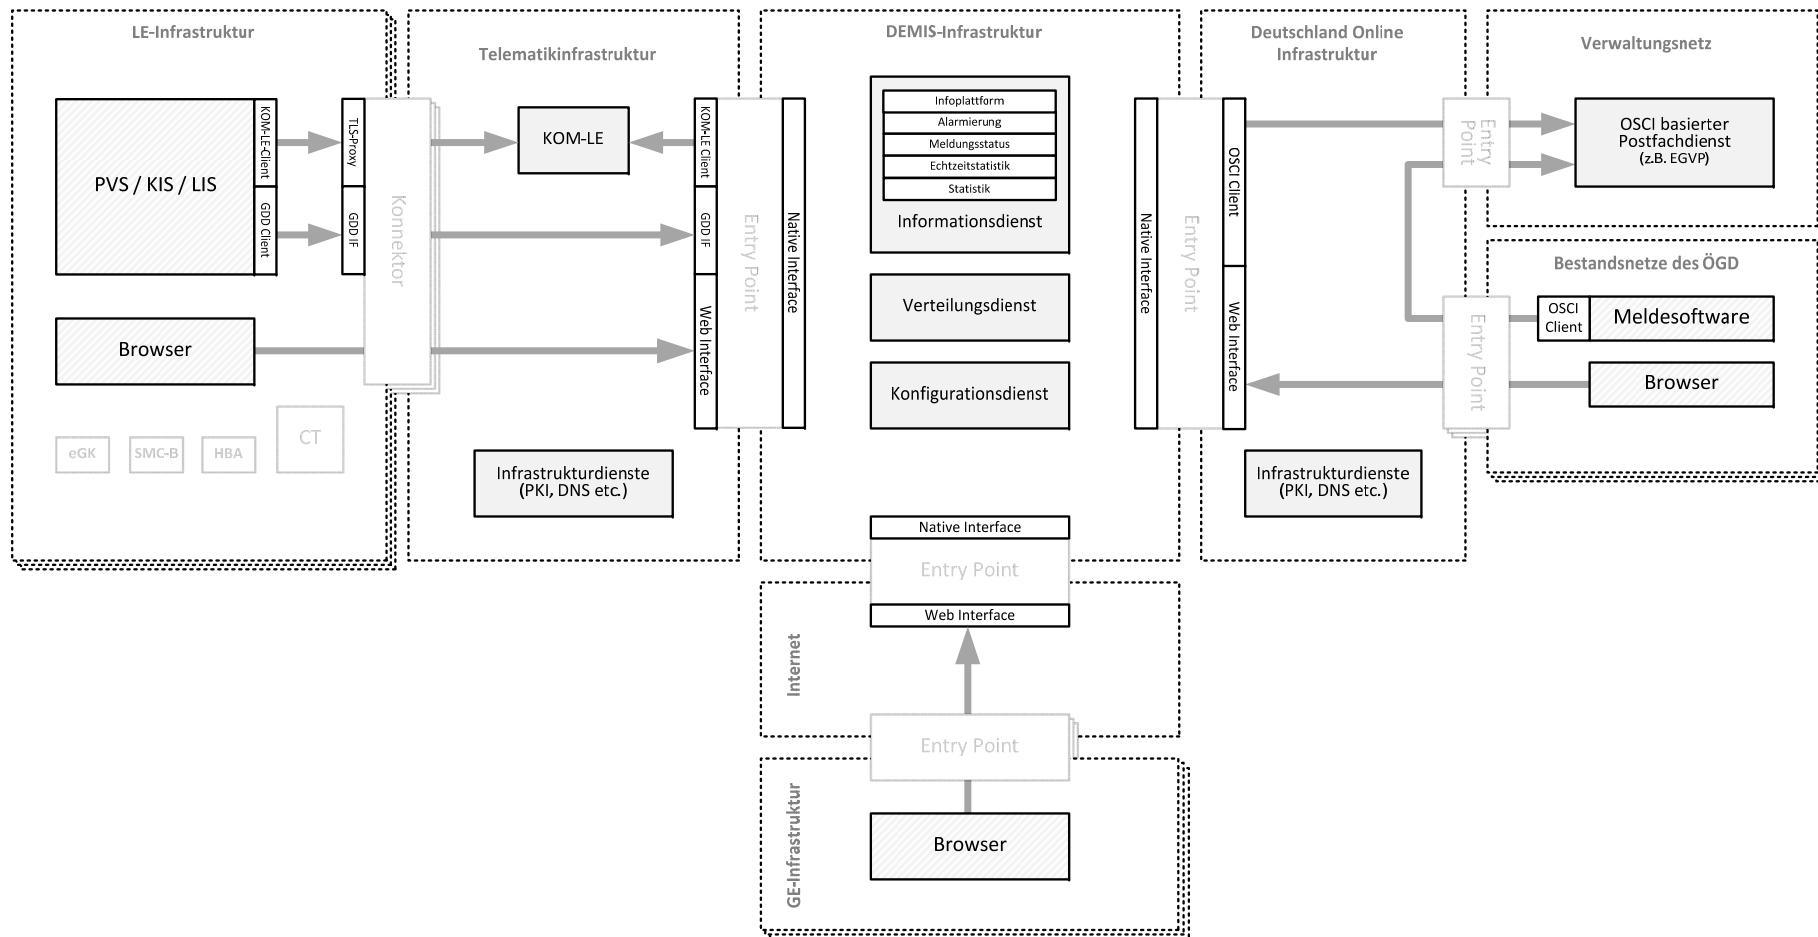 LE-Infrastruktur
PVS / KIS / LIS
KOM-LE-Client
GDD Client
TLS-Proxy
GDD IF
Konnektor
Browser
eGK
SMC-B
HBA
CT
Telematikinfrastruktur
KOM-LE
KOM-LE Client
GDD IF
Web Interface
Entry Point
Native Interface
Infrastrukturdienste
(PKI, DNS etc.)
DEMIS-Infrastruktur
Infoplattform
Alarmierung
Meldungsstatus
Echtzeitstatistik
Statistik
Informationsdienst
Verteilungsdienst
Konfigurationsdienst
Native Interface
Entry Point
Web Interface
Internet
Entry Point
GE-Infrastruktur
Browser
Deutschland Online
Infrastruktur
Native Interface
Entry Point
OSCI Client
Web Interface
Infrastrukturdienste
(PKI, DNS etc.)
Verwaltungsnetz
Entry
Point
OSCI basierter
Postfachdienst
(z.B. EGVP)
Bestandsnetze des ÖGD
Entry Point
OSCI
Client
Meldesoftware
Browser